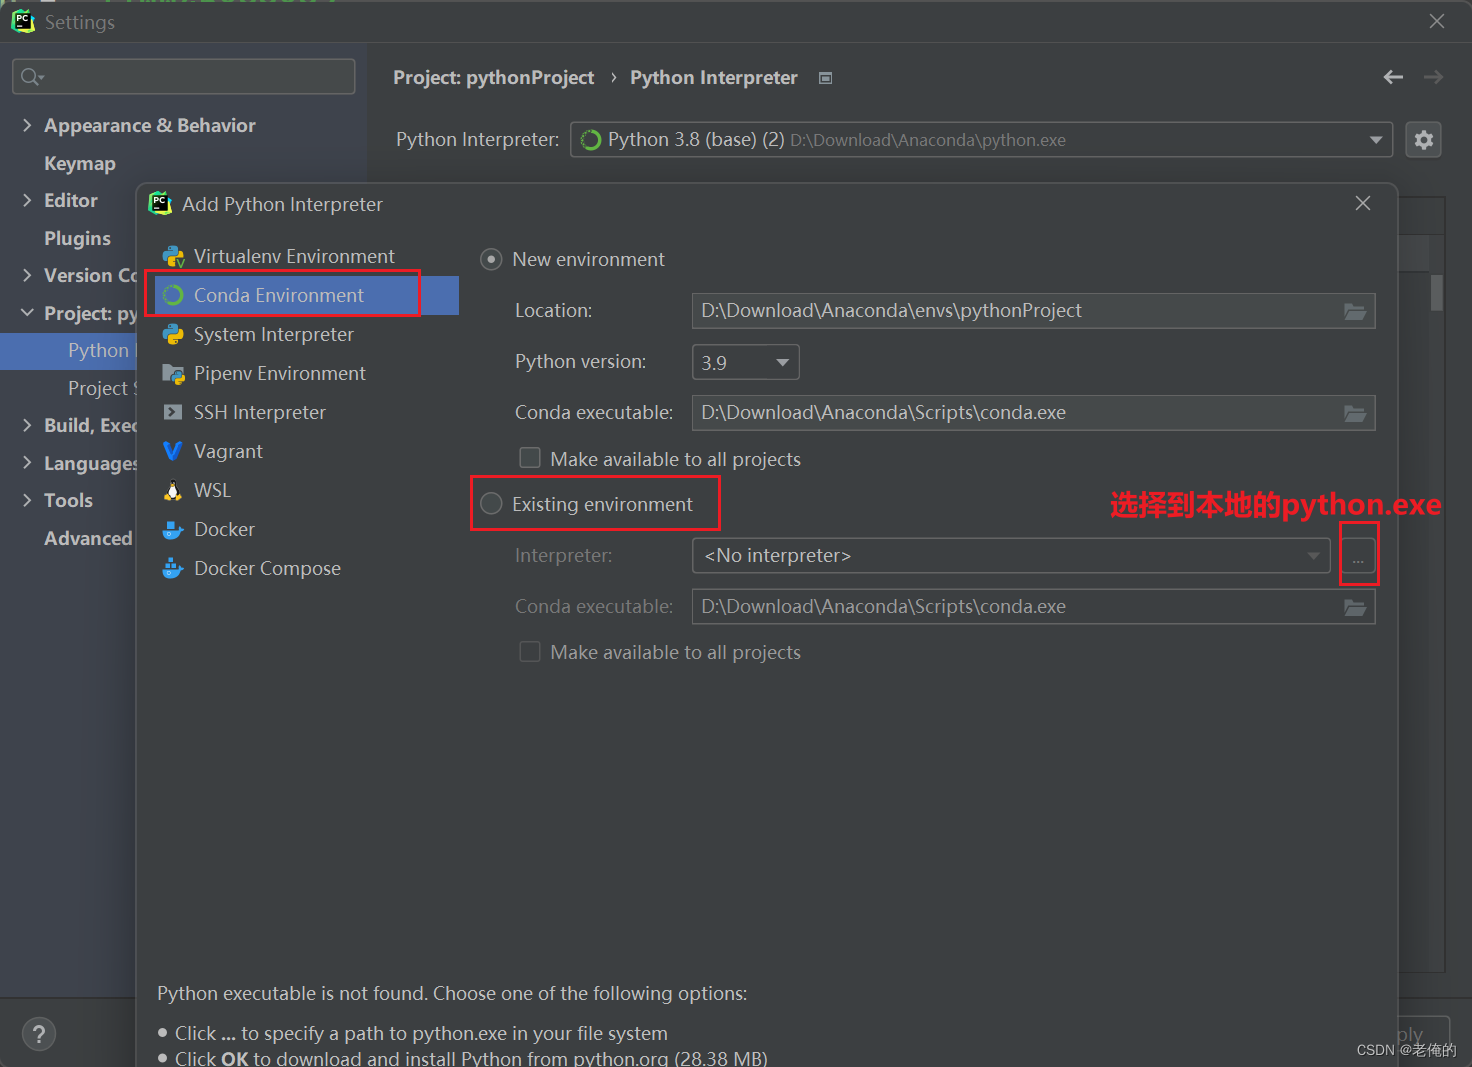 Settings
Project: pythonProject › Python Interpreter
Appearance & Behavior
Python Interpreter: Python 3.8 (base) (2) D:\Download\Anaconda\python.exe
Keymap
Editor
Plugins
Version Co
Project: py
Python I
Project S
Build, Exec
Languages
Tools
Advanced
Add Python Interpreter
Virtualenv Environment
Conda Environment
System Interpreter
Pipenv Environment
SSH Interpreter
Vagrant
WSL
Docker
Docker Compose
New environment
Location: D:\Download\Anaconda\envs\pythonProject
Python version: 3.9
Conda executable: D:\Download\Anaconda\Scripts\conda.exe
Make available to all projects
Existing environment
选择到本地的python.exe
Interpreter: <No interpreter> ...
Conda executable: D:\Download\Anaconda\Scripts\conda.exe
Make available to all projects
Python executable is not found. Choose one of the following options:
• Click ... to specify a path to python.exe in your file system
• Click OK to download and install Python from python.org (28.38 MB)
?
ply
CSDN @老俺的